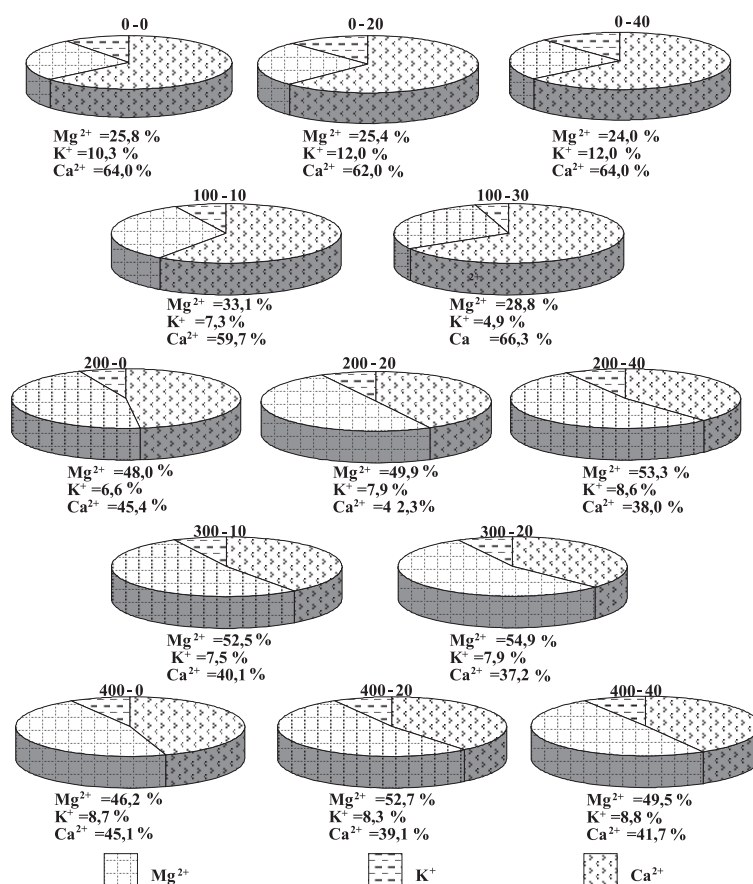 0-0 0-20 0-40
Mg²⁺ =25,8 % Mg²⁺ =25,4 % Mg²⁺ =24,0 %
K⁺ =10,3 % K⁺ =12,0 % K⁺ =12,0 %
Ca²⁺ =64,0 % Ca²⁺ =62,0 % Ca²⁺ =64,0 %
100-10 100-30
2+
Mg²⁺ =33,1 % Mg²⁺ =28,8 %
K⁺ =7,3 % K⁺ =4,9 %
Ca²⁺ =59,7 % Ca =66,3 %
200-0 200-20 200-40
Mg²⁺ =48,0 % Mg²⁺ =49,9 % Mg²⁺ =53,3 %
K⁺ =6,6 % K⁺ =7,9 % K⁺ =8,6 %
Ca²⁺ =45,4 % Ca²⁺ =4 2,3% Ca²⁺ =38,0 %
300-10 300-20
Mg²⁺ =52,5 % Mg²⁺ =54,9 %
K⁺ =7,5 % K⁺ =7,9 %
Ca²⁺ =40,1 % Ca²⁺ =37,2 %
400-0 400-20 400-40
Mg²⁺ =46,2 % Mg²⁺ =52,7 % Mg²⁺ =49,5 %
K⁺ =8,7 % K⁺ =8,3 % K⁺ =8,8 %
Ca²⁺ =45,1 % Ca²⁺ =39,1 % Ca²⁺ =41,7 %
Mg²⁺ K⁺ Ca²⁺